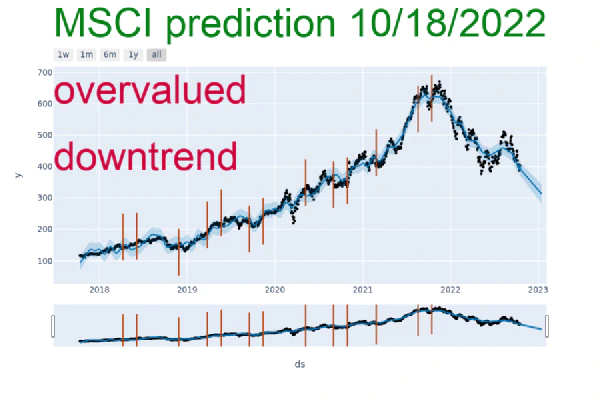 MSCI prediction 10/18/2022
1w 1m 6m 1y all
overvalued
downtrend
700
600
500
400
300
200
100
y
2018 2019 2020 2021 2022 2023
ds